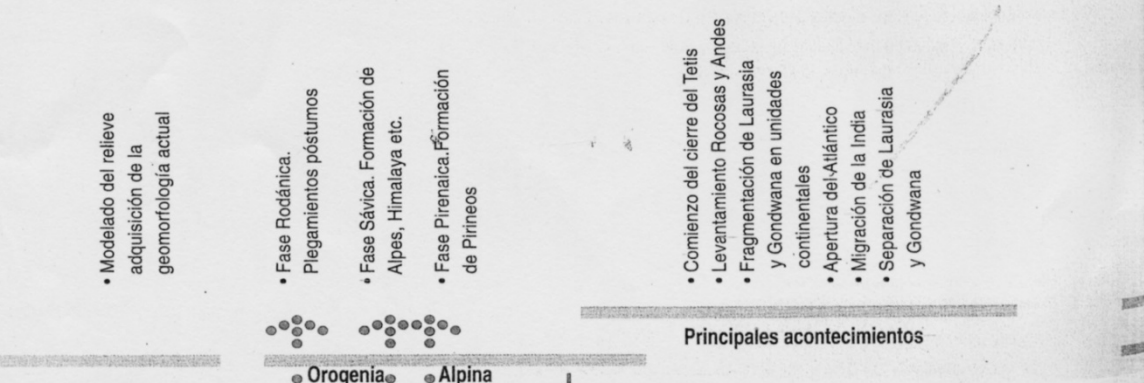 • Modelado del relieve
adquisición de la
geomorfología actual
• Fase Rodánica.
Plegamientos póstumos
• Fase Sávica. Formación de
Alpes, Himalaya etc.
• Fase Pirenaica. Formación
de Pirineos
• Comienzo del cierre del Tetis
• Levantamiento Rocosas y Andes
• Fragmentación de Laurasia
y Gondwana en unidades
continentales
• Apertura del Atlántico
• Migración de la India
• Separación de Laurasia
y Gondwana
Principales acontecimientos
Orogenia Alpina